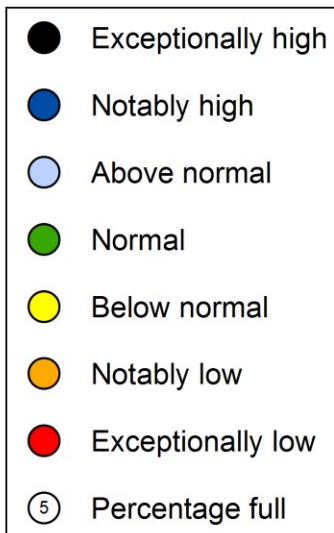 Exceptionally high
Notably high
Above normal
Normal
Below normal
Notably low
Exceptionally low
5 Percentage full